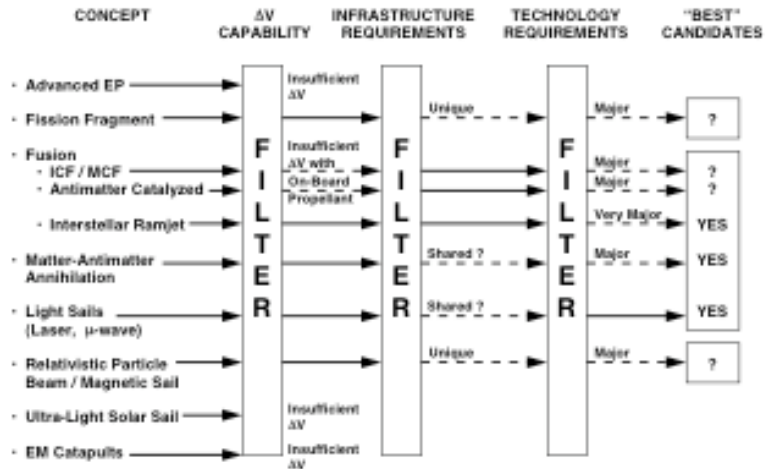 CONCEPT
ΔV CAPABILITY
INFRASTRUCTURE REQUIREMENTS
TECHNOLOGY REQUIREMENTS
"BEST" CANDIDATES
· Advanced EP
Insufficient
ΔV
· Fission Fragment
Unique
Major
?
· Fusion
· ICF / MCF
· Antimatter Catalyzed
Insufficient
ΔV with
On-Board
Propellant
Major
?
Major
?
· Interstellar Ramjet
Very Major
YES
· Matter-Antimatter
Annihilation
Shared ?
Major
YES
· Light Sails
(Laser, μ-wave)
Shared ?
YES
· Relativistic Particle
Beam / Magnetic Sail
Unique
Major
?
· Ultra-Light Solar Sail
Insufficient
ΔV
· EM Catapults
Insufficient
ΔV
FILTER
FILTER
FILTER